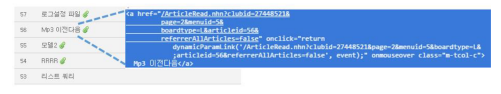 57 로그설정 파일
56 Mp3 이전다움
55 모델2
54 RRRR
53 리스트 쿼리
<a href="/ArticleRead.nhn?clubid=27448521&
page=2&menuid=5&
boardtype=L&articleid=56&
referrerAllArticles=false" onclick="return
dynamicParamLink('/ArticleRead.nhn?clubid=27448521&page=2&menuid=5&boardtype=L&
;articleid=56&referrerAllArticles=false', event);" onmouseover class="m-tcol-c">
Mp3 이전다움</a>